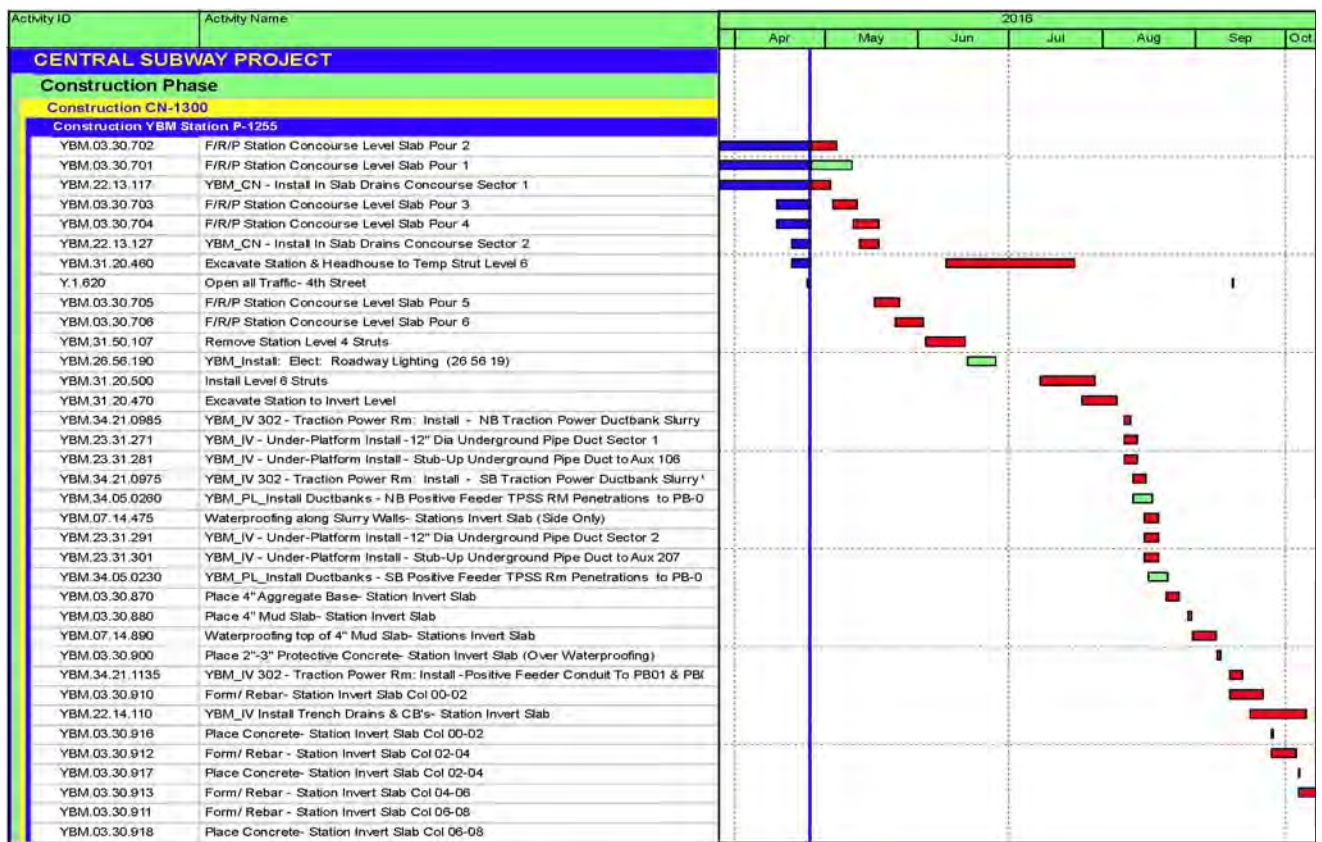 Activity ID Activity Name 2016
Apr May Jun Jul Aug Sep Oct
CENTRAL SUBWAY PROJECT
Construction Phase
Construction CN-1300
Construction YBM Station P-1255
YBM.03.30.702 F/R/P Station Concourse Level Slab Pour 2
YBM.03.30.701 F/R/P Station Concourse Level Slab Pour 1
YBM.22.13.117 YBM_CN - Install In Slab Drains Concourse Sector 1
YBM.03.30.703 F/R/P Station Concourse Level Slab Pour 3
YBM.03.30.704 F/R/P Station Concourse Level Slab Pour 4
YBM.22.13.127 YBM_CN - Install In Slab Drains Concourse Sector 2
YBM.31.20.460 Excavate Station & Headhouse to Temp Strut Level 6
Y.1.620 Open all Traffic- 4th Street
YBM.03.30.705 F/R/P Station Concourse Level Slab Pour 5
YBM.03.30.706 F/R/P Station Concourse Level Slab Pour 6
YBM.31.50.107 Remove Station Level 4 Struts
YBM.26.56.190 YBM_Install: Elect: Roadway Lighting (26 56 19)
YBM.31.20.500 Install Level 6 Struts
YBM.31.20.470 Excavate Station to Invert Level
YBM.34.21.0985 YBM_IV 302 - Traction Power Rm: Install - NB Traction Power Ductbank Slurry
YBM.23.31.271 YBM_IV - Under-Platform Install -12" Dia Underground Pipe Duct Sector 1
YBM.23.31.281 YBM_IV - Under-Platform Install - Stub-Up Underground Pipe Duct to Aux 106
YBM.34.21.0975 YBM_IV 302 - Traction Power Rm: Install - SB Traction Power Ductbank Slurry
YBM.34.05.0260 YBM_PL_Install Ductbanks - NB Positive Feeder TPSS RM Penetrations to PB-0
YBM.07.14.475 Waterproofing along Slurry Walls- Stations Invert Slab (Side Only)
YBM.23.31.291 YBM_IV - Under-Platform Install -12" Dia Underground Pipe Duct Sector 2
YBM.23.31.301 YBM_IV - Under-Platform Install - Stub-Up Underground Pipe Duct to Aux 207
YBM.34.05.0230 YBM_PL_Install Ductbanks - SB Positive Feeder TPSS Rm Penetrations to PB-0
YBM.03.30.870 Place 4" Aggregate Base- Station Invert Slab
YBM.03.30.880 Place 4" Mud Slab- Station Invert Slab
YBM.07.14.890 Waterproofing top of 4" Mud Slab- Stations Invert Slab
YBM.03.30.900 Place 2"-3" Protective Concrete- Station Invert Slab (Over Waterproofing)
YBM.34.21.1135 YBM_IV 302 - Traction Power Rm: Install -Positive Feeder Conduit To PB01 &
YBM.03.30.910 Form/ Rebar- Station Invert Slab Col 00-02
YBM.22.14.110 YBM_IV Install Trench Drains & CB's- Station Invert Slab
YBM.03.30.916 Place Concrete- Station Invert Slab Col 00-02
YBM.03.30.912 Form/ Rebar - Station Invert Slab Col 02-04
YBM.03.30.917 Place Concrete- Station Invert Slab Col 02-04
YBM.03.30.913 Form/ Rebar - Station Invert Slab Col 04-06
YBM.03.30.911 Form/ Rebar - Station Invert Slab Col 06-08
YBM.03.30.918 Place Concrete- Station Invert Slab Col 06-08